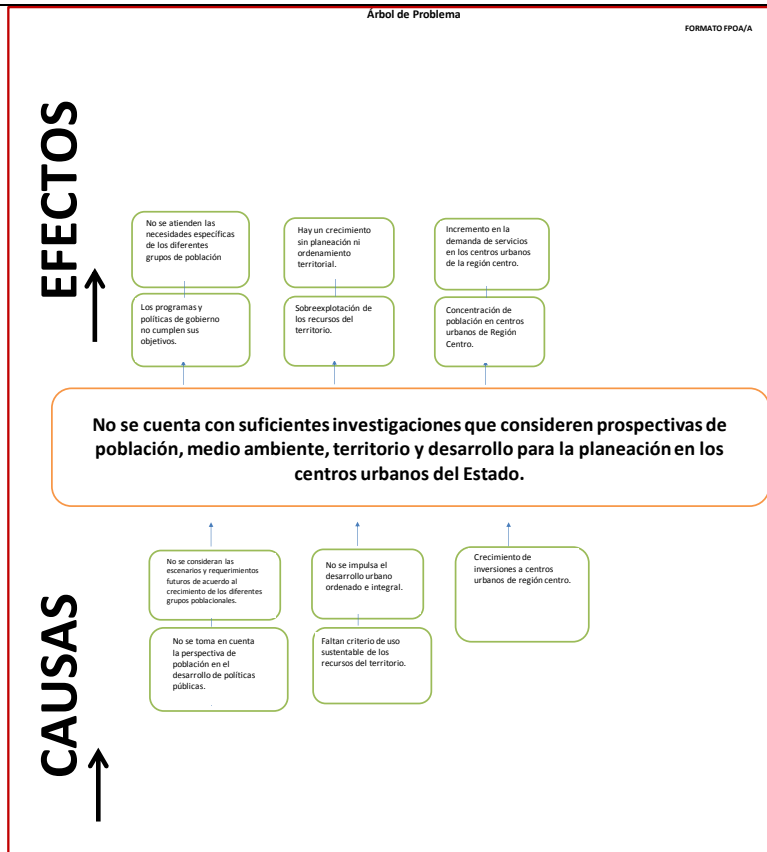 Árbol de Problema
FORMATO FPOA/A
EFECTOS
No se atienden las
necesidades específicas
de los diferentes
grupos de población
Hay un crecimiento
sin planeación ni
ordenamiento
territorial.
Incremento en la
demanda de servicios
en los centros urbanos
de la región centro.
Los programas y
políticas de gobierno
no cumplen sus
objetivos.
Sobreexplotación de
los recursos del
territorio.
Concentración de
población en centros
urbanos de Región
Centro.
No se cuenta con suficientes investigaciones que consideren prospectivas de
población, medio ambiente, territorio y desarrollo para la planeación en los
centros urbanos del Estado.
CAUSAS
No se consideran las
escenarios y requerimientos
futuros de acuerdo al
crecimiento de los diferentes
grupos poblacionales.
No se impulsa el
desarrollo urbano
ordenado e integral.
Crecimiento de
inversiones a centros
urbanos de región centro.
No se toma en cuenta
la perspectiva de
población en el
desarrollo de políticas
públicas.
Faltan criterio de uso
sustentable de los
recursos del territorio.